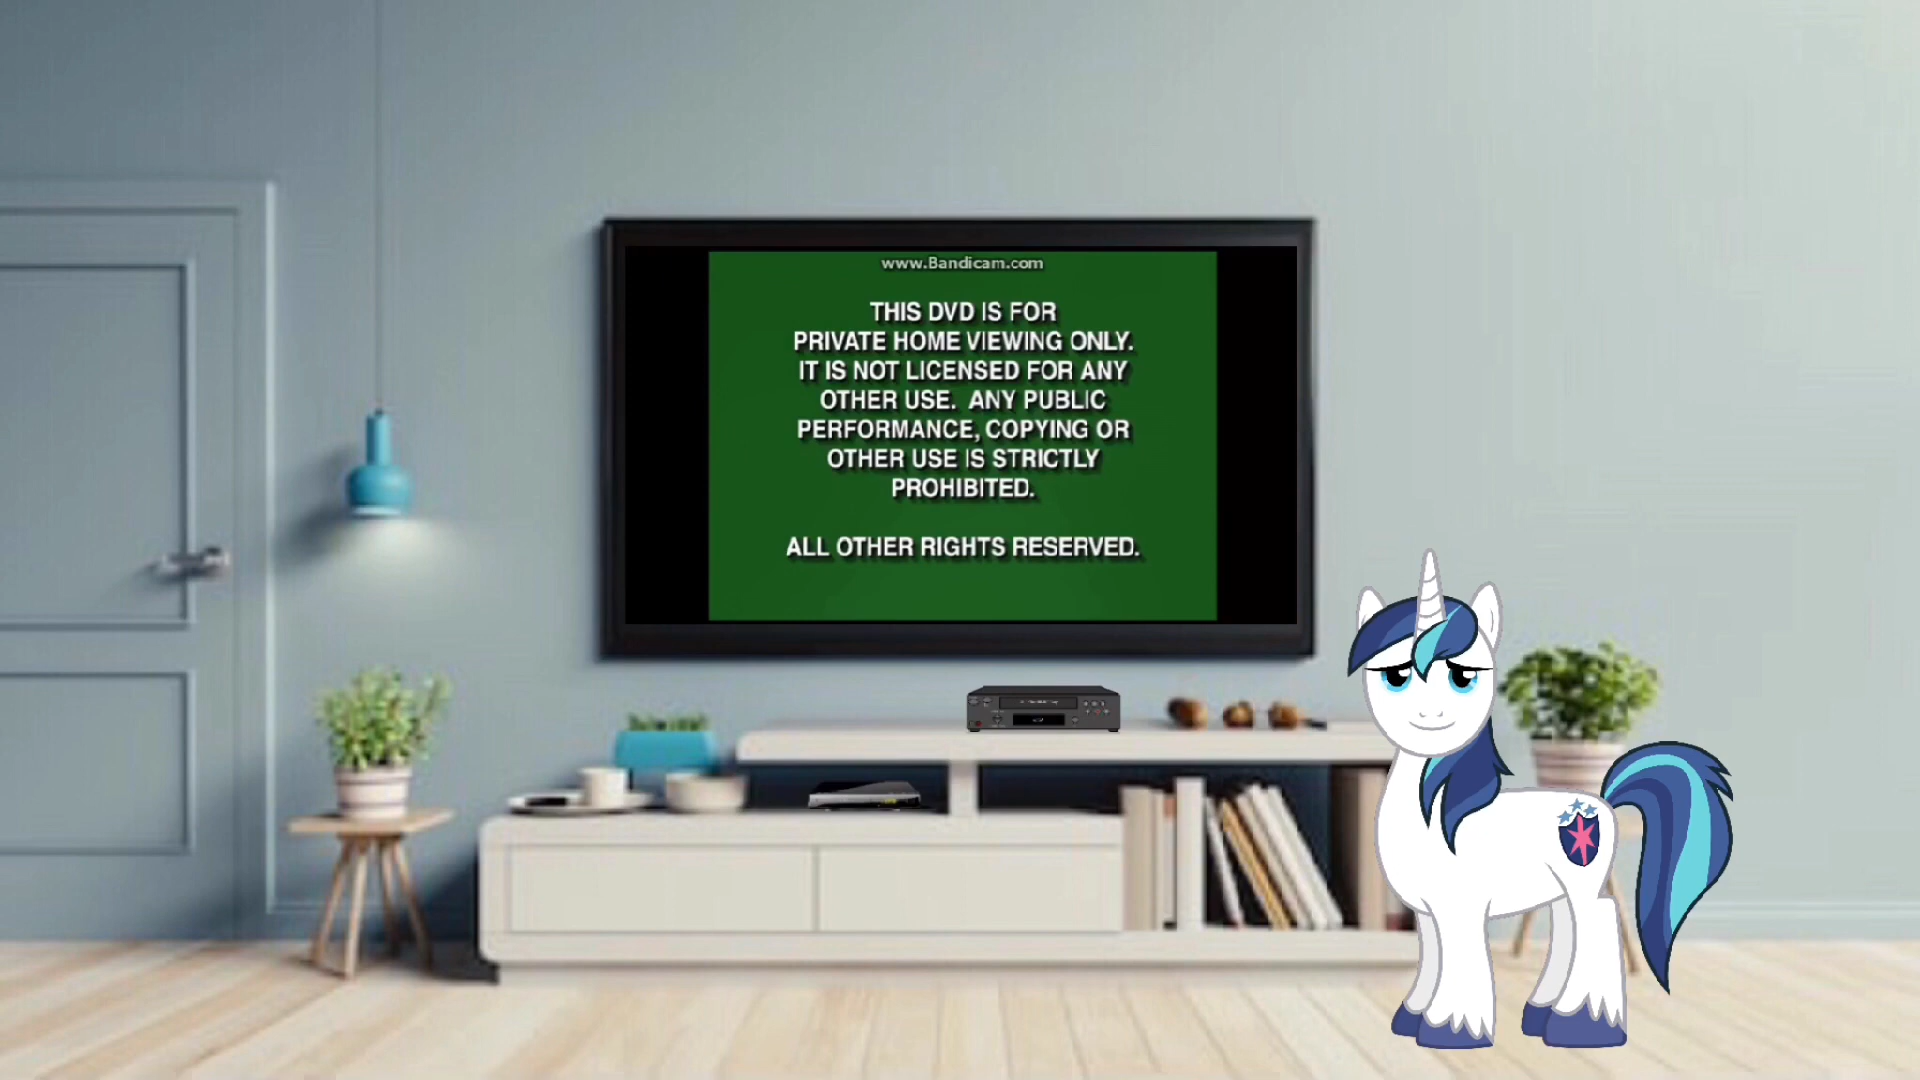 www.Bandicam.com
THIS DVD IS FOR
PRIVATE HOME VIEWING ONLY.
IT IS NOT LICENSED FOR ANY
OTHER USE. ANY PUBLIC
PERFORMANCE, COPYING OR
OTHER USE IS STRICTLY
PROHIBITED.
ALL OTHER RIGHTS RESERVED.